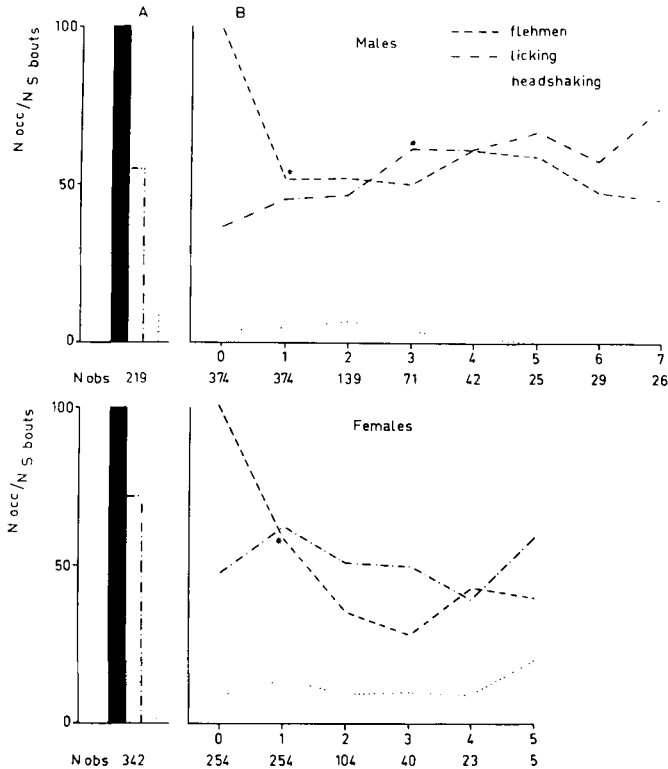 A B
100
50
0
N occ/N S bouts
Males
flehmen
licking
headshaking
0 1 2 3 4 5 6 7
N obs 219 374 374 139 71 42 25 29 26
100
50
0
N occ/N S bouts
Females
0 1 2 3 4 5
N obs 342 254 254 104 40 23 5